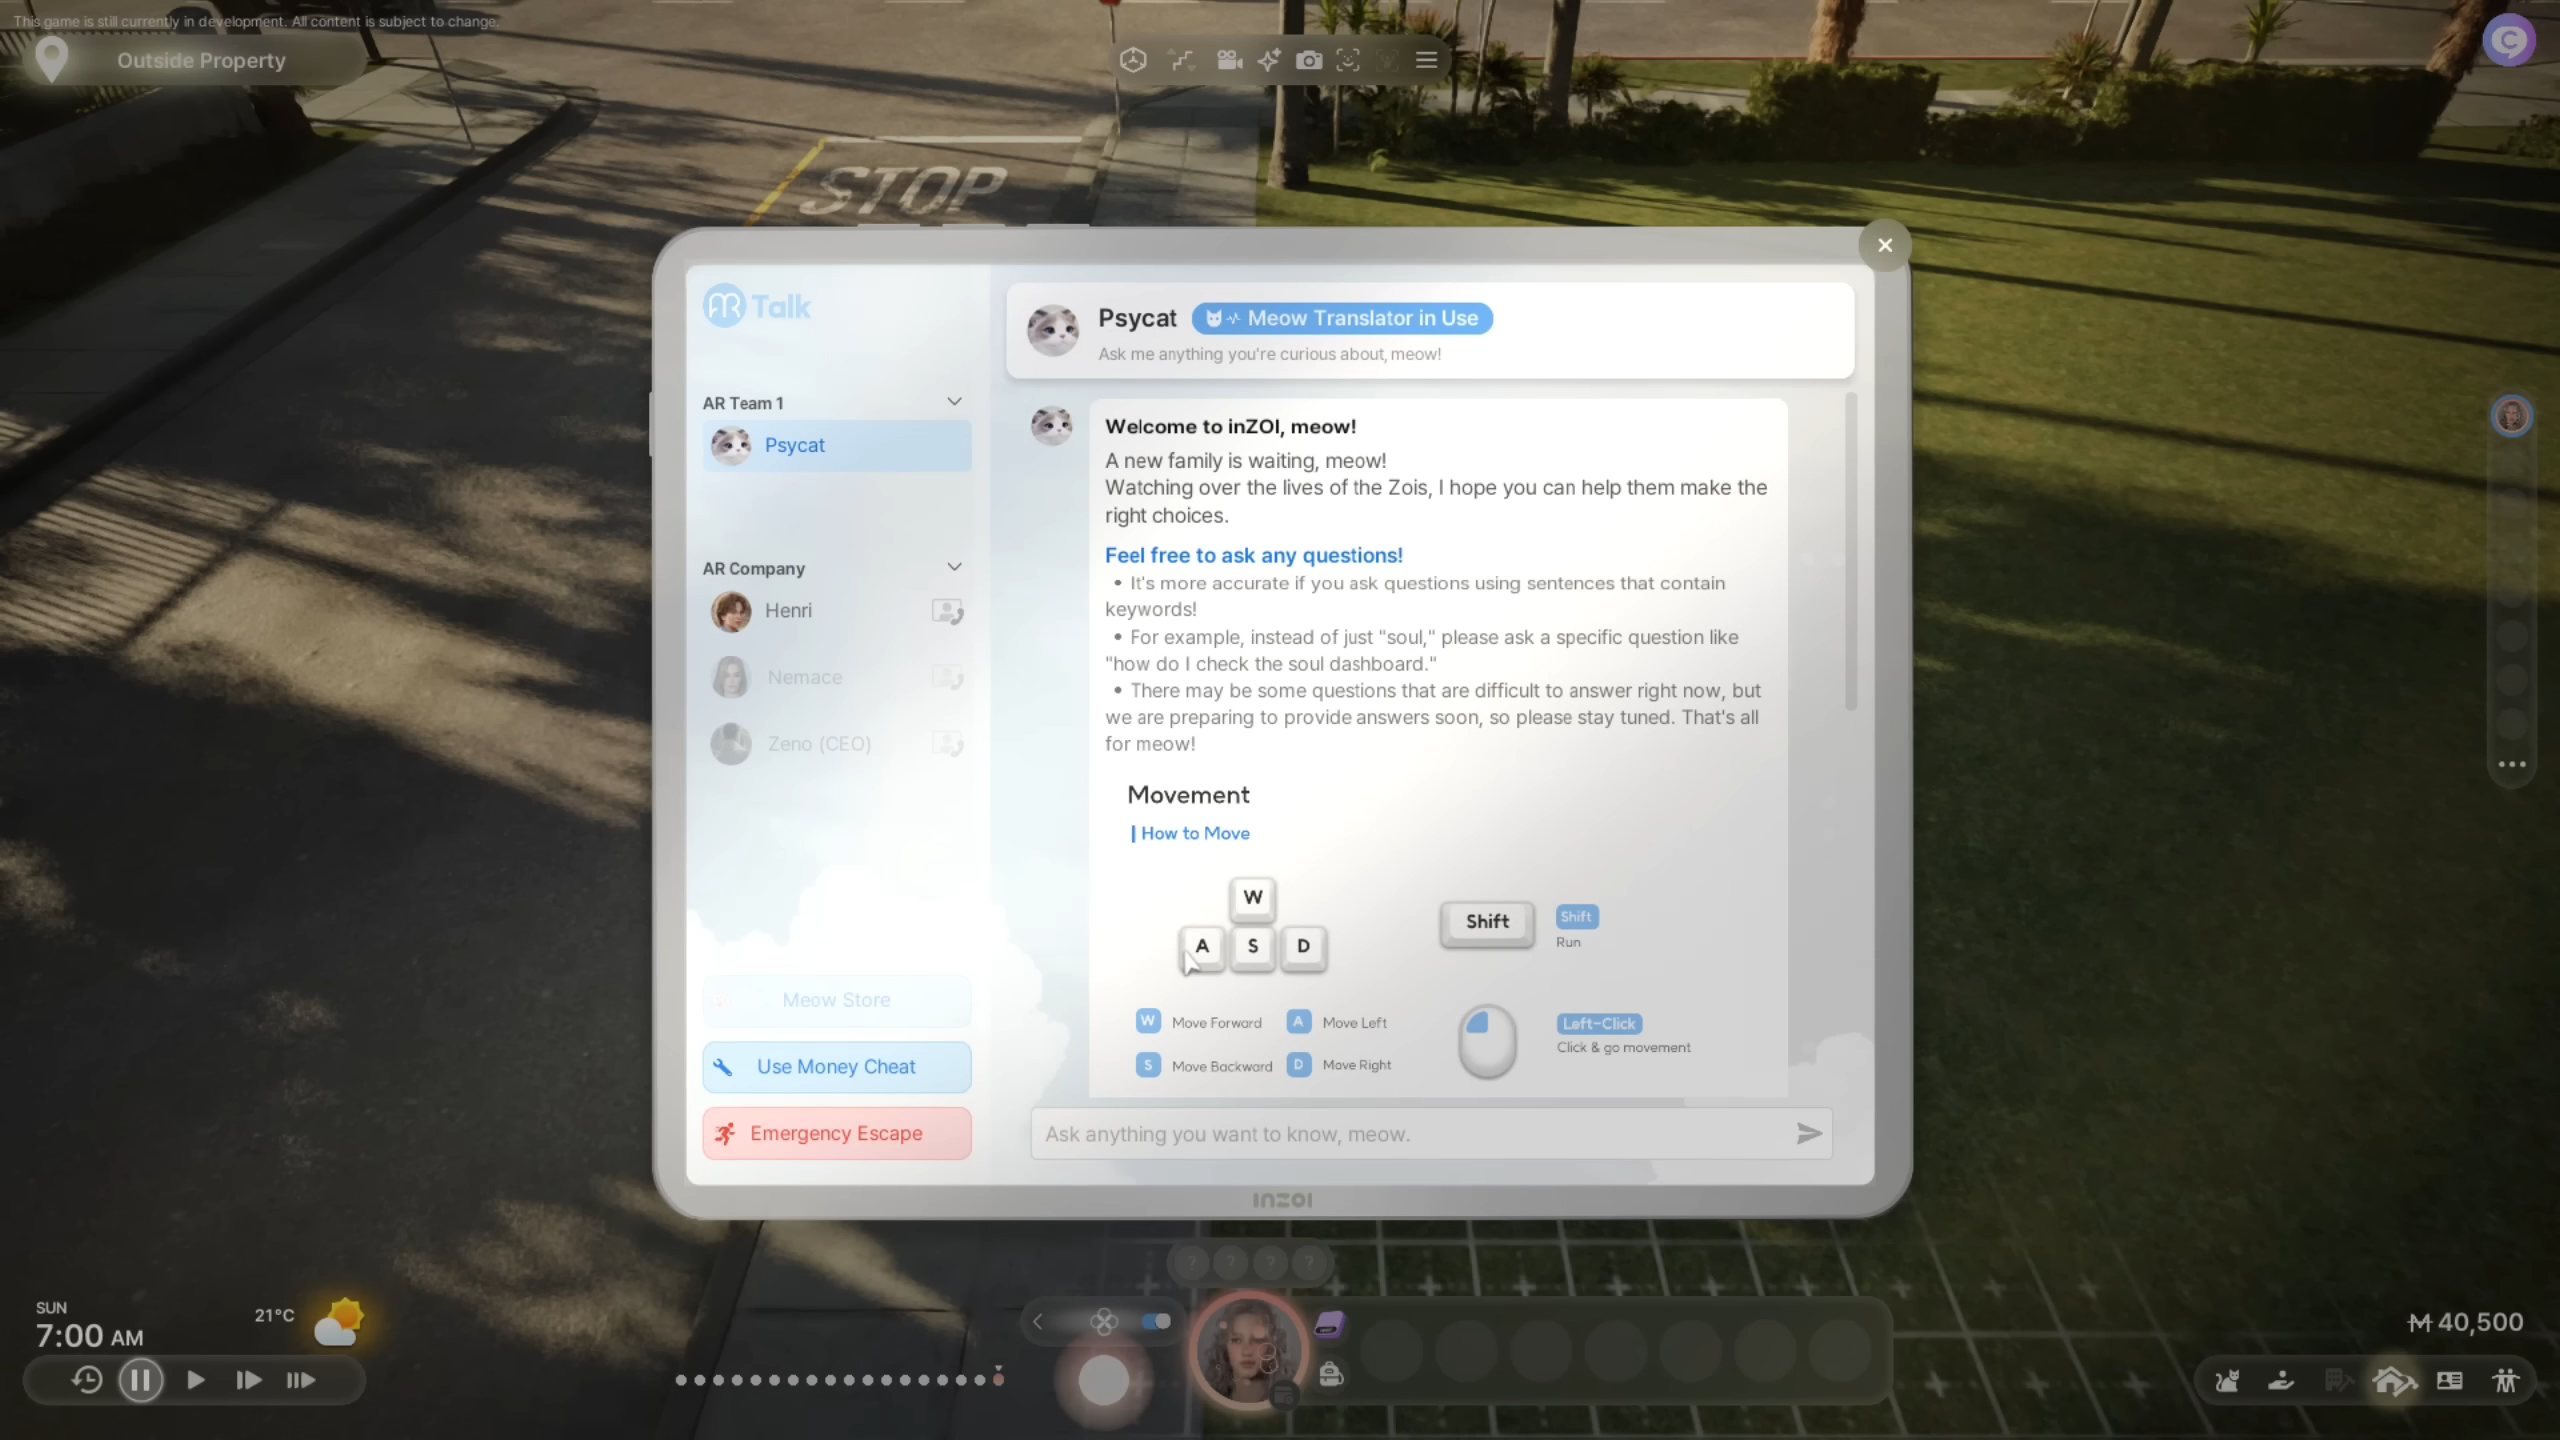 This game is still currently in development. All content is subject to change.
Outside Property
STOP
AR Talk
AR Team 1
Psycat
AR Company
Henri
Nemace
Zeno (CEO)
Meow Store
Use Money Cheat
Emergency Escape
Psycat
Meow Translator in Use
Ask me anything you're curious about, meow!
Welcome to inZOI, meow!
A new family is waiting, meow!
Watching over the lives of the Zois, I hope you can help them make the
right choices.
Feel free to ask any questions!
• It's more accurate if you ask questions using sentences that contain
keywords!
• For example, instead of just "soul," please ask a specific question like
"how do I check the soul dashboard."
• There may be some questions that are difficult to answer right now, but
we are preparing to provide answers soon, so please stay tuned. That's all
for meow!
Movement
How to Move
W
A S D
Shift
Shift
Run
W Move Forward A Move Left
S Move Backward D Move Right
Left-Click
Click & go movement
Ask anything you want to know, meow.
inZOI
? ? ? ?
SUN
7:00 AM
21°C
40,500